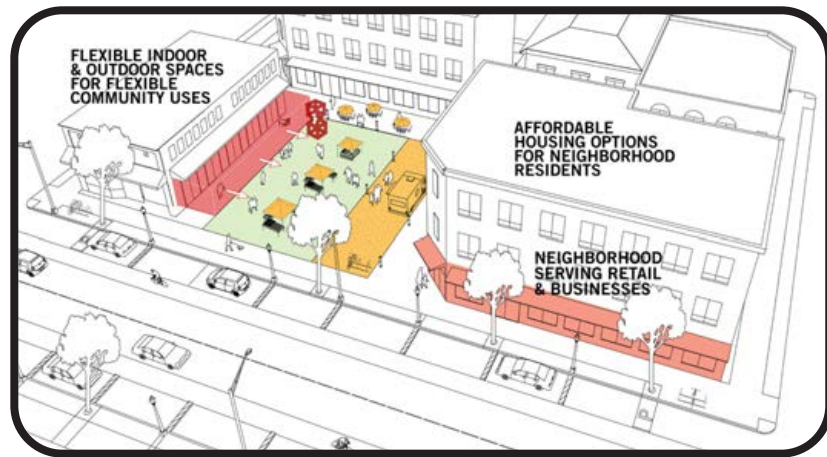 FLEXIBLE INDOOR
& OUTDOOR SPACES
FOR FLEXIBLE
COMMUNITY USES
AFFORDABLE
HOUSING OPTIONS
FOR NEIGHBORHOOD
RESIDENTS
NEIGHBORHOOD
SERVING RETAIL
& BUSINESSES